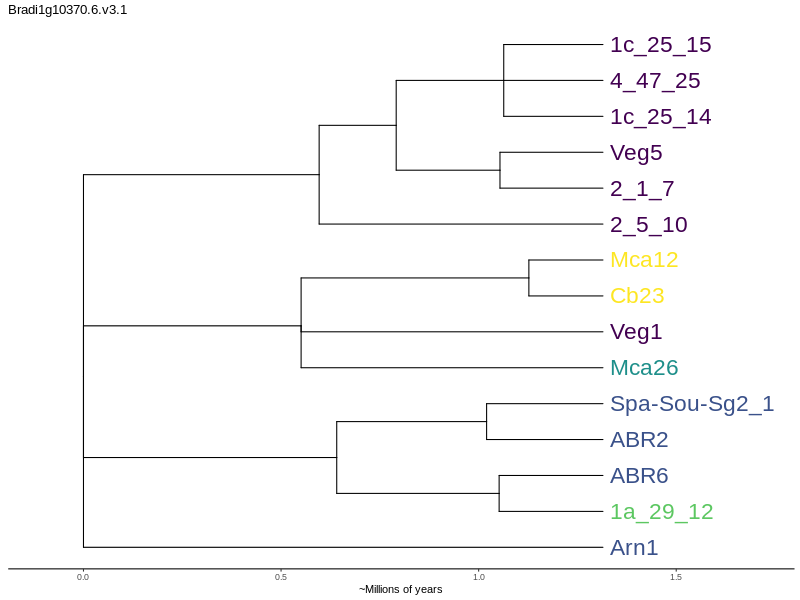 Bradi1g10370.6.v3.1
1c_25_15
4_47_25
1c_25_14
Veg5
2_1_7
2_5_10
Mca12
Cb23
Veg1
Mca26
Spa-Sou-Sg2_1
ABR2
ABR6
1a_29_12
Arn1
0.0 0.5 1.0 1.5
~Millions of years